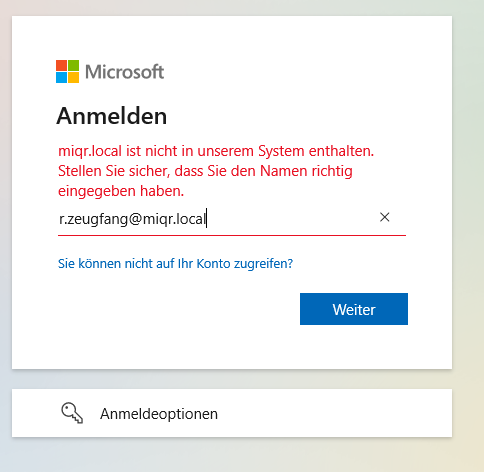 Microsoft
Anmelden
miqr.local ist nicht in unserem System enthalten.
Stellen Sie sicher, dass Sie den Namen richtig
eingegeben haben.
r.zeugfang@miqr.local
Sie können nicht auf Ihr Konto zugreifen?
Weiter
Anmeldeoptionen